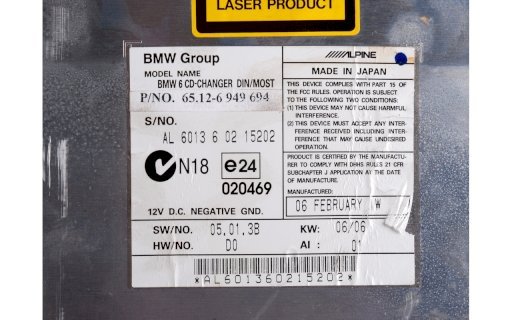 LASER PRODUCT
BMW Group
MODEL NAME
BMW 6 CD-CHANGER DIN/MOST
P/NO. 65.12-6 949 694
S/NO.
AL 6013 6 02 15202
N18 e24
020469
12V D.C. NEGATIVE GND.
SW/NO. 05.01.3B
HW/NO. D0
ALPINE
MADE IN JAPAN
THIS DEVICE COMPLIES WITH PART 15 OF
THE FCC RULES. OPERATION IS SUBJECT
TO THE FOLLOWING TWO CONDITIONS:
(1) THIS DEVICE MAY NOT CAUSE HARMFUL
INTERFERENCE.
(2) THIS DEVICE MUST ACCEPT ANY INTER-
FERENCE RECEIVED INCLUDING INTER-
FERENCE THAT MAY CAUSE UNDESIRED
OPERATION.
PRODUCT IS CERTIFIED BY THE MANUFACTU-
RER TO COMPLY WITH DHHS RULES 21 CFR
SUBCHAPTER J APPLICATION AT THE DATE
OF MANUFACTURE.
MANUFACTURED:
06 FEBRUARY W
KW: 06/06
AI : 01
*AL601360215202*